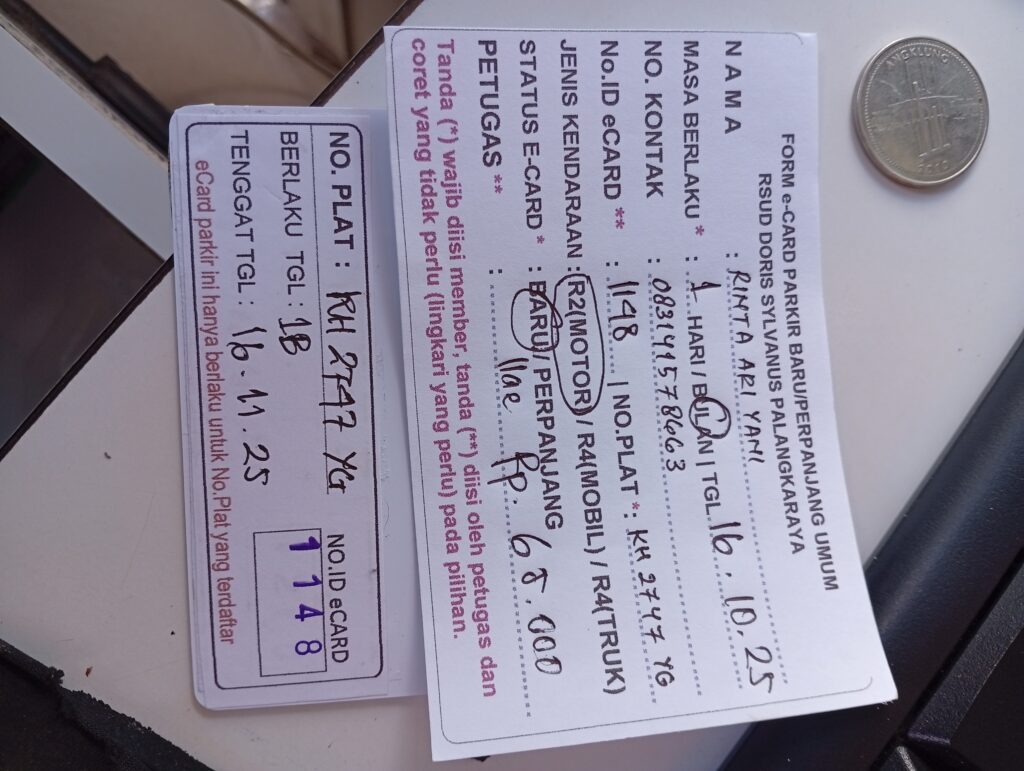 FORM e-CARD PARKIR BARU/PERPANJANG UMUM
RSUD DORIS SYLVANUS PALANGKARAYA
N A M A : RIMTA ARI YAMI
MASA BERLAKU * : 1 HARI / BULAN | TGL. 16.10.25
NO. KONTAK : 083141578663
No.ID eCARD ** : 1148 | NO.PLAT *: KH 2747 YG
JENIS KENDARAAN : R2(MOTOR) / R4(MOBIL) / R4(TRUK)
STATUS E-CARD * : BARU / PERPANJANG
PETUGAS ** : Rp. 65.000
Tanda (*) wajib diisi member, tanda (**) diisi oleh petugas dan
coret yang tidak perlu (lingkari yang perlu) pada pilihan.
NO. PLAT : KH 2747 YG
NO.ID eCARD
1148
BERLAKU TGL : 1B
TENGGAT TGL : 16.11.25
eCard parkir ini hanya berlaku untuk No.Plat yang terdaftar
ANGKLUNG